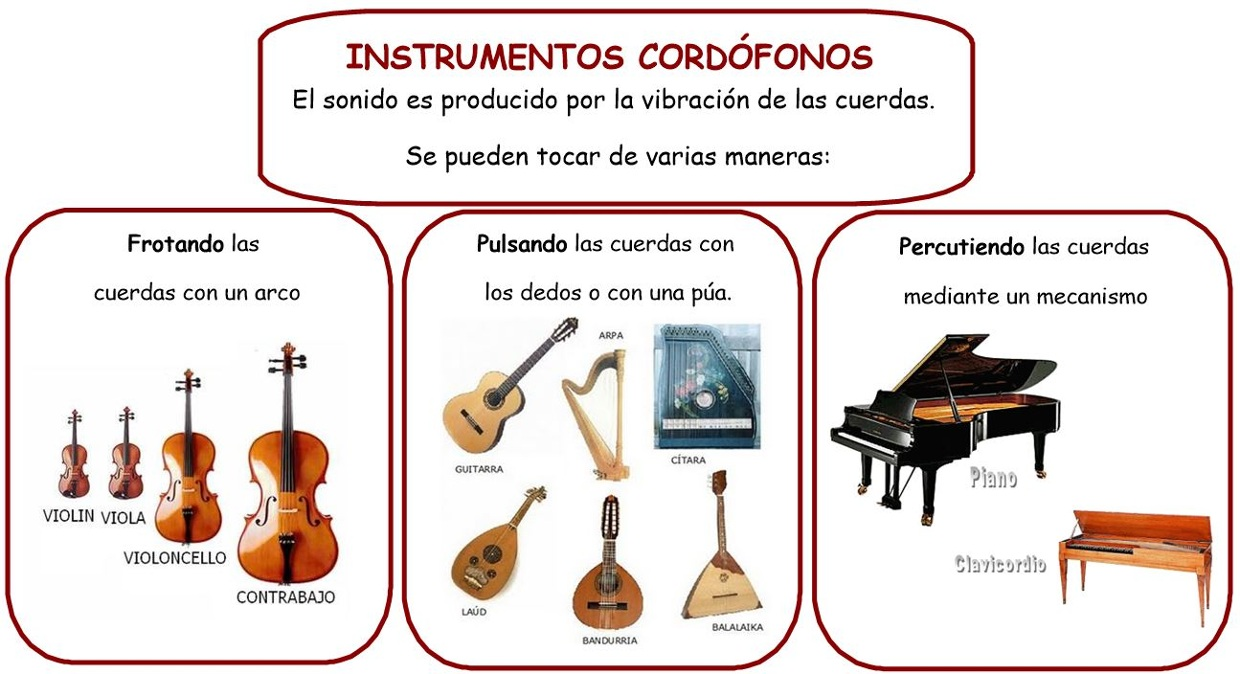 INSTRUMENTOS CORDÓFONOS
El sonido es producido por la vibración de las cuerdas.
Se pueden tocar de varias maneras:
Frotando las
cuerdas con un arco
VIOLIN
VIOLA
VIOLONCELLO
CONTRABAJO
Pulsando las cuerdas con
los dedos o con una púa.
ARPA
GUITARRA
CÍTARA
LAÚD
BANDURRIA
BALALAIKA
Percutiendo las cuerdas
mediante un mecanismo
Piano
Clavicordio